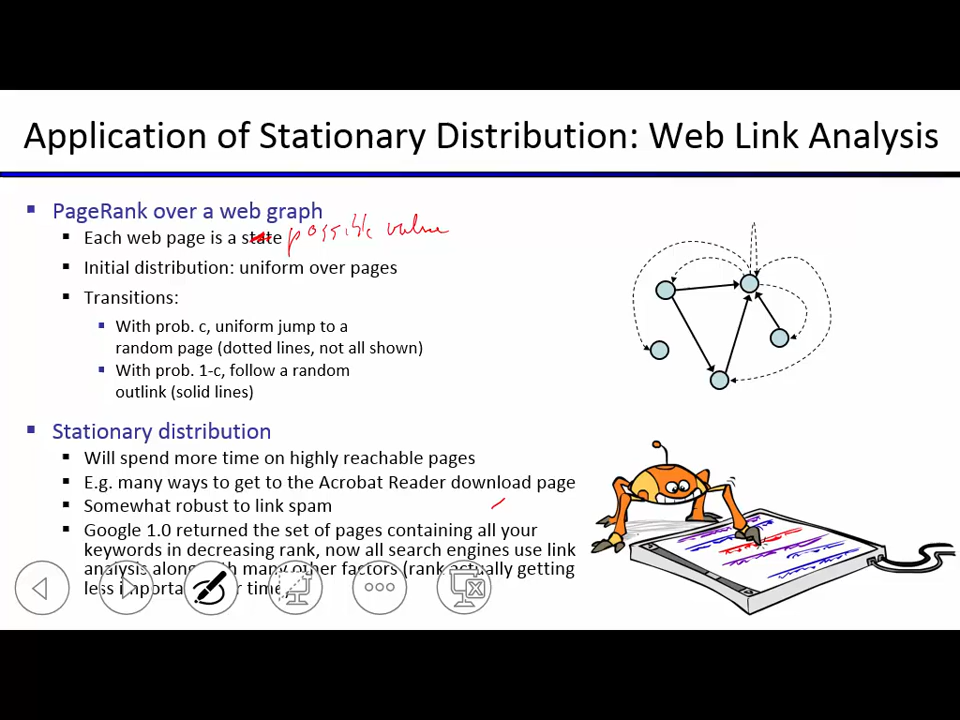 Application of Stationary Distribution: Web Link Analysis
PageRank over a web graph
Each web page is a state possible value
Initial distribution: uniform over pages
Transitions:
With prob. c, uniform jump to a
random page (dotted lines, not all shown)
With prob. 1-c, follow a random
outlink (solid lines)
Stationary distribution
Will spend more time on highly reachable pages
E.g. many ways to get to the Acrobat Reader download page
Somewhat robust to link spam
Google 1.0 returned the set of pages containing all your
keywords in decreasing rank, now all search engines use link
analysis along with many other factors (rank actually getting
less important over time)